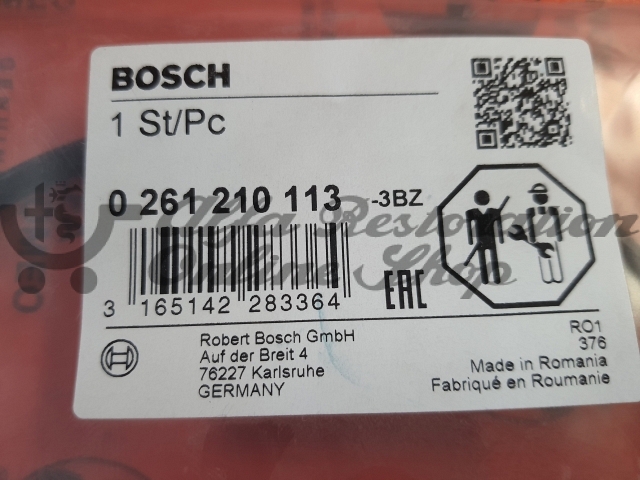 BOSCH
1 St/Pc
0 261 210 113 -3BZ
Alfa Restoration
Online Shop
3 165142 283364
EAC
Robert Bosch GmbH
Auf der Breit 4
76227 Karlsruhe
GERMANY
RO1
376
Made in Romania
Fabriqué en Roumanie